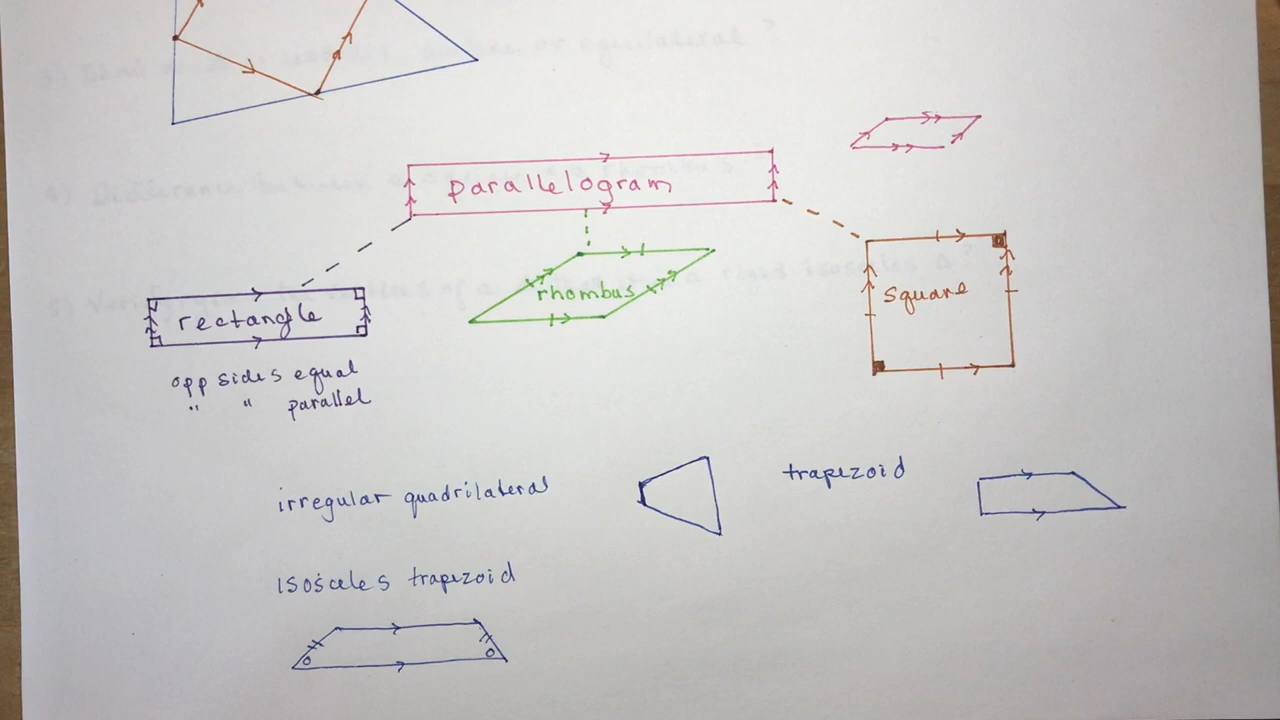 parallelogram
rhombus
square
rectangle
opp sides equal
" " parallel
irregular quadrilateral
trapezoid
isosceles trapezoid